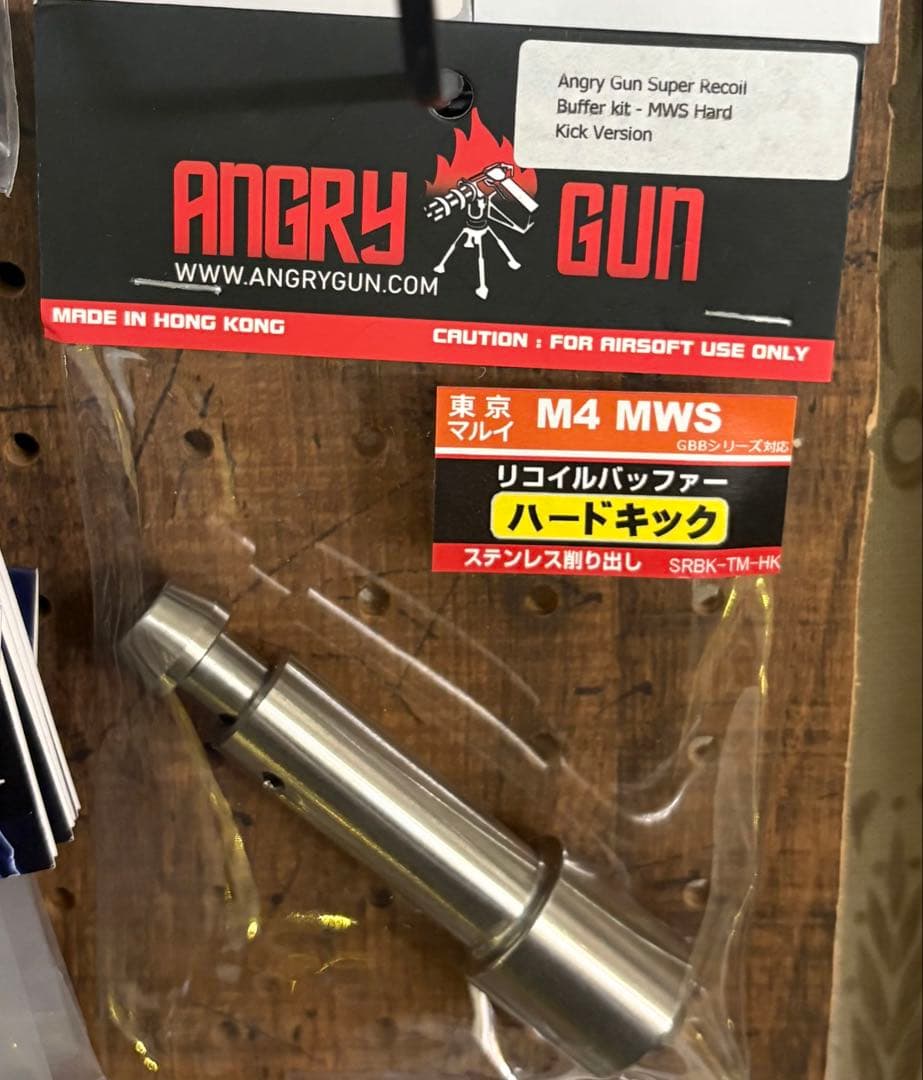 Angry Gun Super Recoil
Buffer kit - MWS Hard
Kick Version
ANGRY GUN
WWW.ANGRYGUN.COM
MADE IN HONG KONG
CAUTION : FOR AIRSOFT USE ONLY
東京
マルイ
M4 MWS
GBBシリーズ対応
リコイルバッファー
ハードキック
ステンレス削り出し SRBK-TM-HK